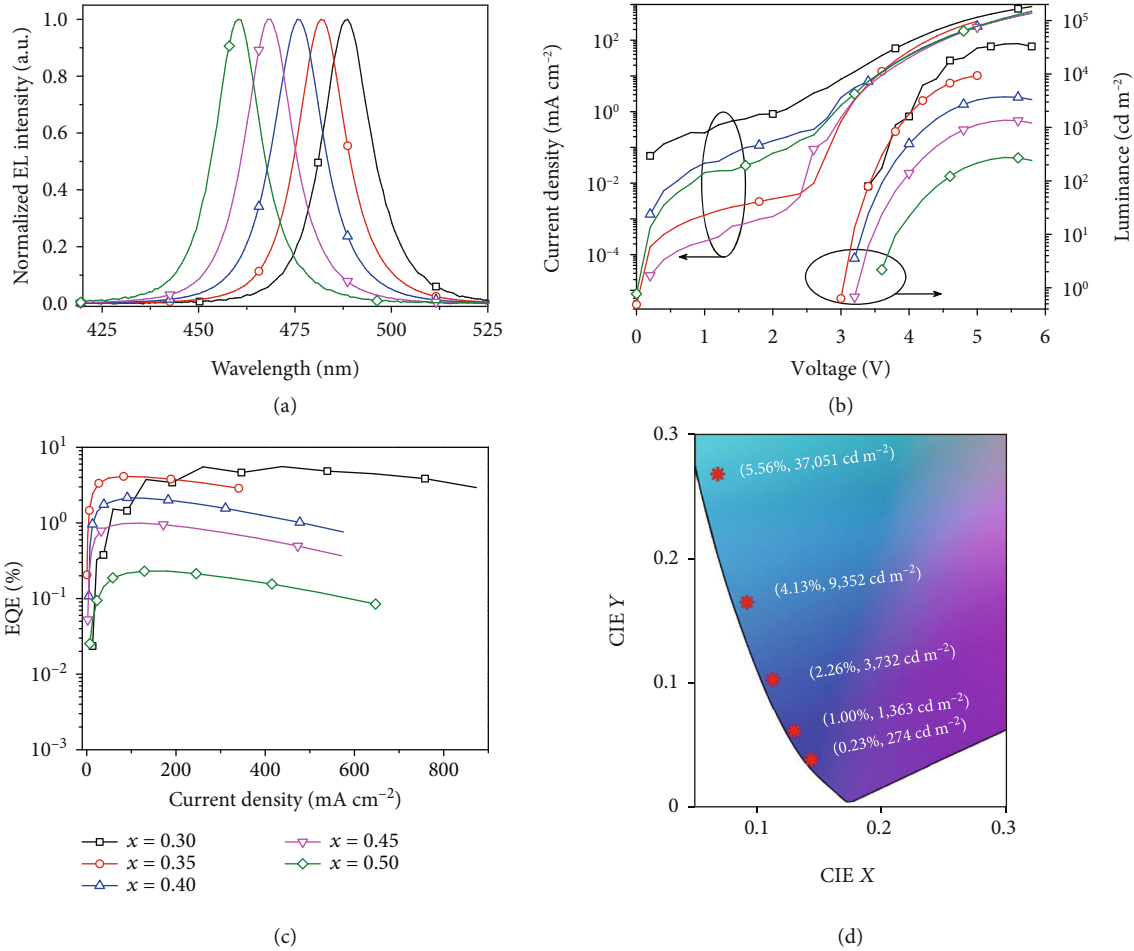 1.0
0.8
0.6
0.4
0.2
0.0
Normalized EL intensity (a.u.)
425 450 475 500 525
Wavelength (nm)
(a)
10²
10⁰
10⁻²
10⁻⁴
Current density (mA cm⁻²)
10⁵
10⁴
10³
10²
10¹
10⁰
Luminance (cd m⁻²)
0 1 2 3 4 5 6
Voltage (V)
(b)
10¹
10⁰
10⁻¹
10⁻²
10⁻³
EQE (%)
0 200 400 600 800
Current density (mA cm⁻²)
x = 0.30
x = 0.35
x = 0.40
x = 0.45
x = 0.50
(c)
0.3
0.2
0.1
0
CIE Y
(5.56%, 37,051 cd m⁻²)
(4.13%, 9,352 cd m⁻²)
(2.26%, 3,732 cd m⁻²)
(1.00%, 1,363 cd m⁻²)
(0.23%, 274 cd m⁻²)
0.1 0.2 0.3
CIE X
(d)